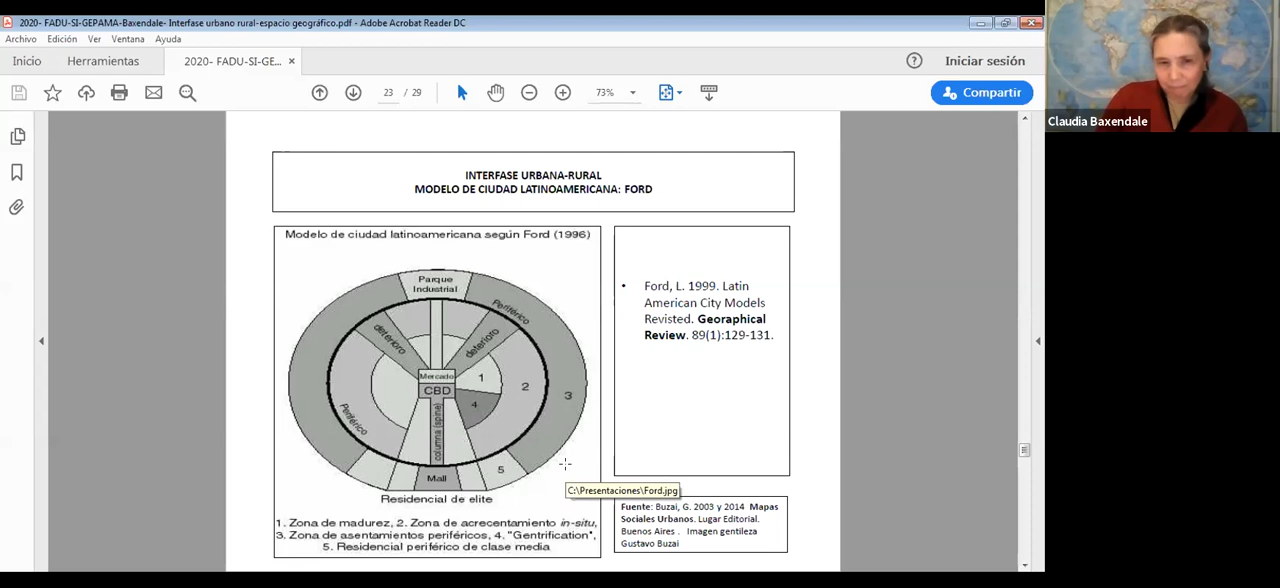 2020- FADU-SI-GEPAMA-Baxendale- Interfase urbano rural-espacio geográfico.pdf - Adobe Acrobat Reader DC
Archivo Edición Ver Ventana Ayuda
Inicio Herramientas 2020- FADU-SI-GE... × Iniciar sesión
23 / 29 73% Compartir
Claudia Baxendale
INTERFASE URBANA-RURAL
MODELO DE CIUDAD LATINOAMERICANA: FORD
Modelo de ciudad latinoamericana según Ford (1996)
Parque
Industrial
Periférico
deterioro
deterioro
Mercado
CBD
1
2
3
4
Periférico
columna (spine)
5
Mall
Residencial de elite
1. Zona de madurez, 2. Zona de acrecentamiento in-situ,
3. Zona de asentamientos periféricos, 4. "Gentrification",
5. Residencial periférico de clase media
• Ford, L. 1999. Latin
American City Models
Revisted. Georaphical
Review. 89(1):129-131.
C:\Presentaciones\Ford.jpg
Fuente: Buzai, G. 2003 y 2014 Mapas
Sociales Urbanos. Lugar Editorial.
Buenos Aires . Imagen gentileza
Gustavo Buzai